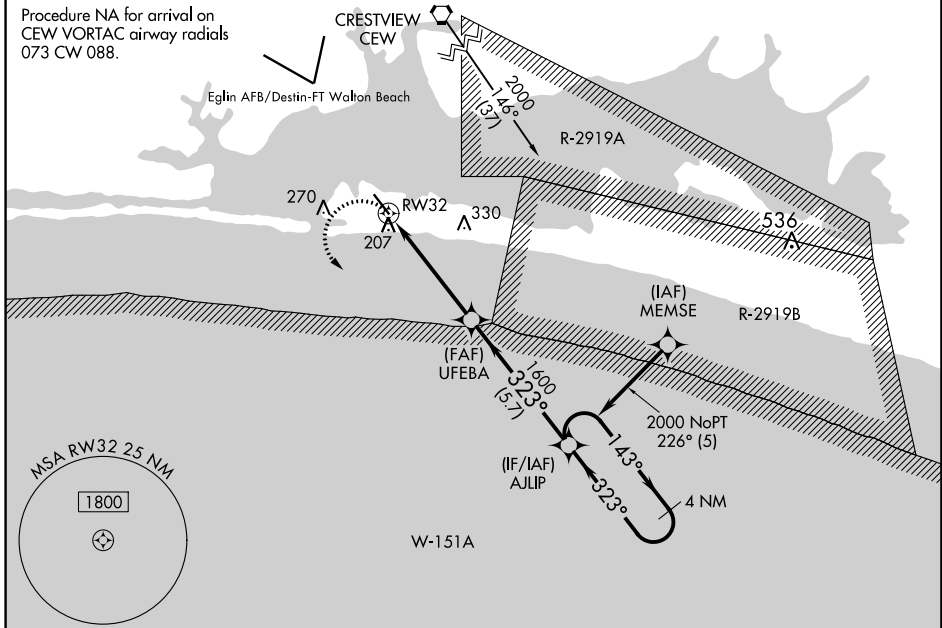 Procedure NA for arrival on
CEW VORTAC airway radials
073 CW 088.
CRESTVIEW
CEW
Eglin AFB/Destin-FT Walton Beach
2000
146°
(37)
R-2919A
270
RW32
330
207
536
(IAF)
MEMSE
R-2919B
(FAF)
UFEBA
1600
323°
(5.7)
2000 NoPT
226° (5)
(IF/IAF)
AJLIP
143°
323°
4 NM
MSA RW32 25 NM
1800
W-151A